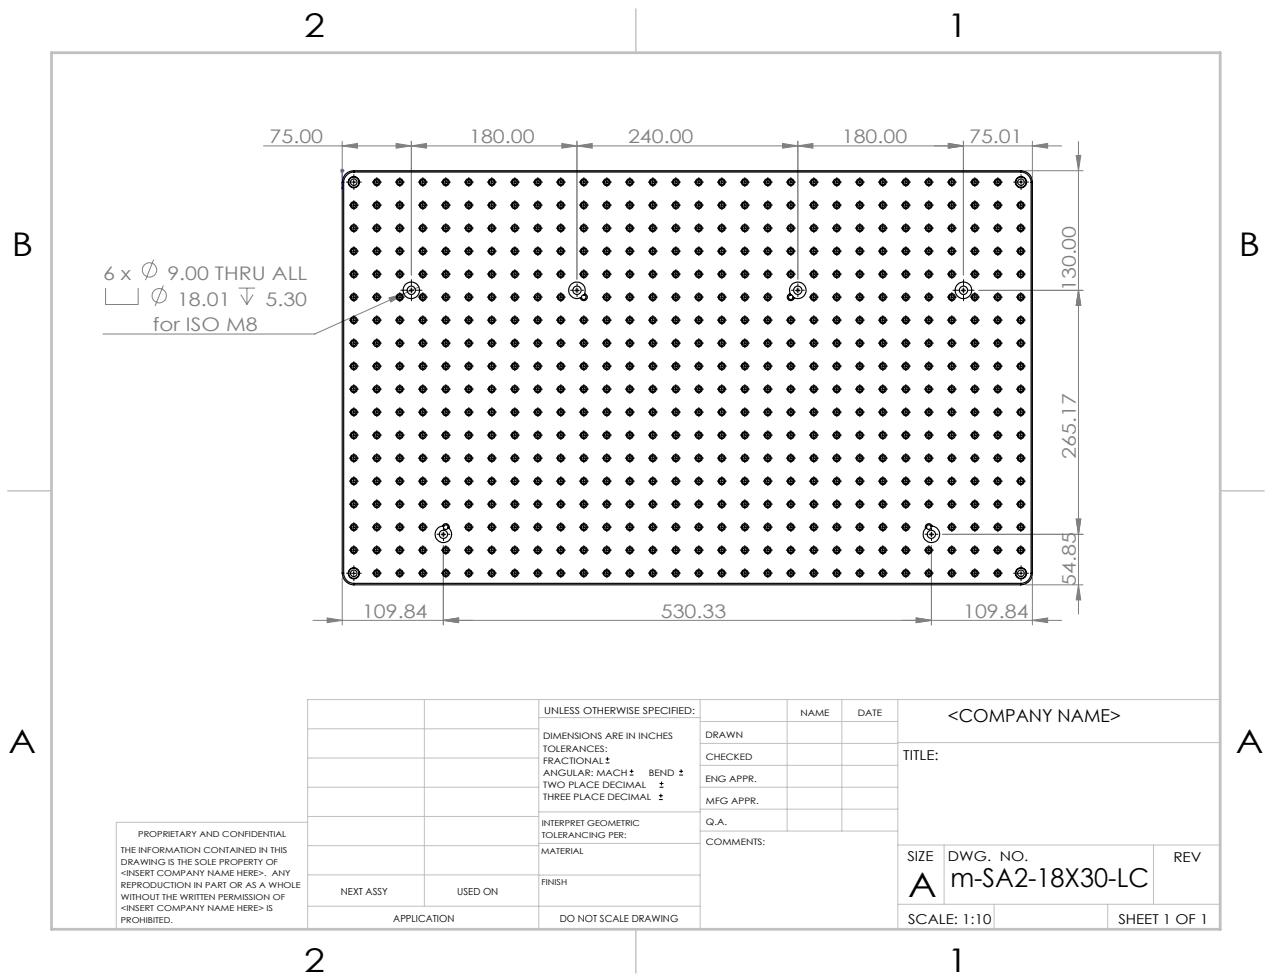 2
1
75.00
180.00
240.00
180.00
75.01
B
B
130.00
6 x ⌀ 9.00 THRU ALL
⌴ ⌀ 18.01 ↧ 5.30
for ISO M8
265.17
54.85
109.84
530.33
109.84
A
A
UNLESS OTHERWISE SPECIFIED:
DIMENSIONS ARE IN INCHES
TOLERANCES:
FRACTIONAL ±
ANGULAR: MACH ± BEND ±
TWO PLACE DECIMAL ±
THREE PLACE DECIMAL ±
INTERPRET GEOMETRIC
TOLERANCING PER:
MATERIAL
FINISH
DO NOT SCALE DRAWING
NAME DATE
DRAWN
CHECKED
ENG APPR.
MFG APPR.
Q.A.
COMMENTS:
<COMPANY NAME>
TITLE:
SIZE
A
DWG. NO.
m-SA2-18X30-LC
REV
SCALE: 1:10
SHEET 1 OF 1
PROPRIETARY AND CONFIDENTIAL
THE INFORMATION CONTAINED IN THIS
DRAWING IS THE SOLE PROPERTY OF
<INSERT COMPANY NAME HERE>. ANY
REPRODUCTION IN PART OR AS A WHOLE
WITHOUT THE WRITTEN PERMISSION OF
<INSERT COMPANY NAME HERE> IS
PROHIBITED.
NEXT ASSY
USED ON
APPLICATION
2
1